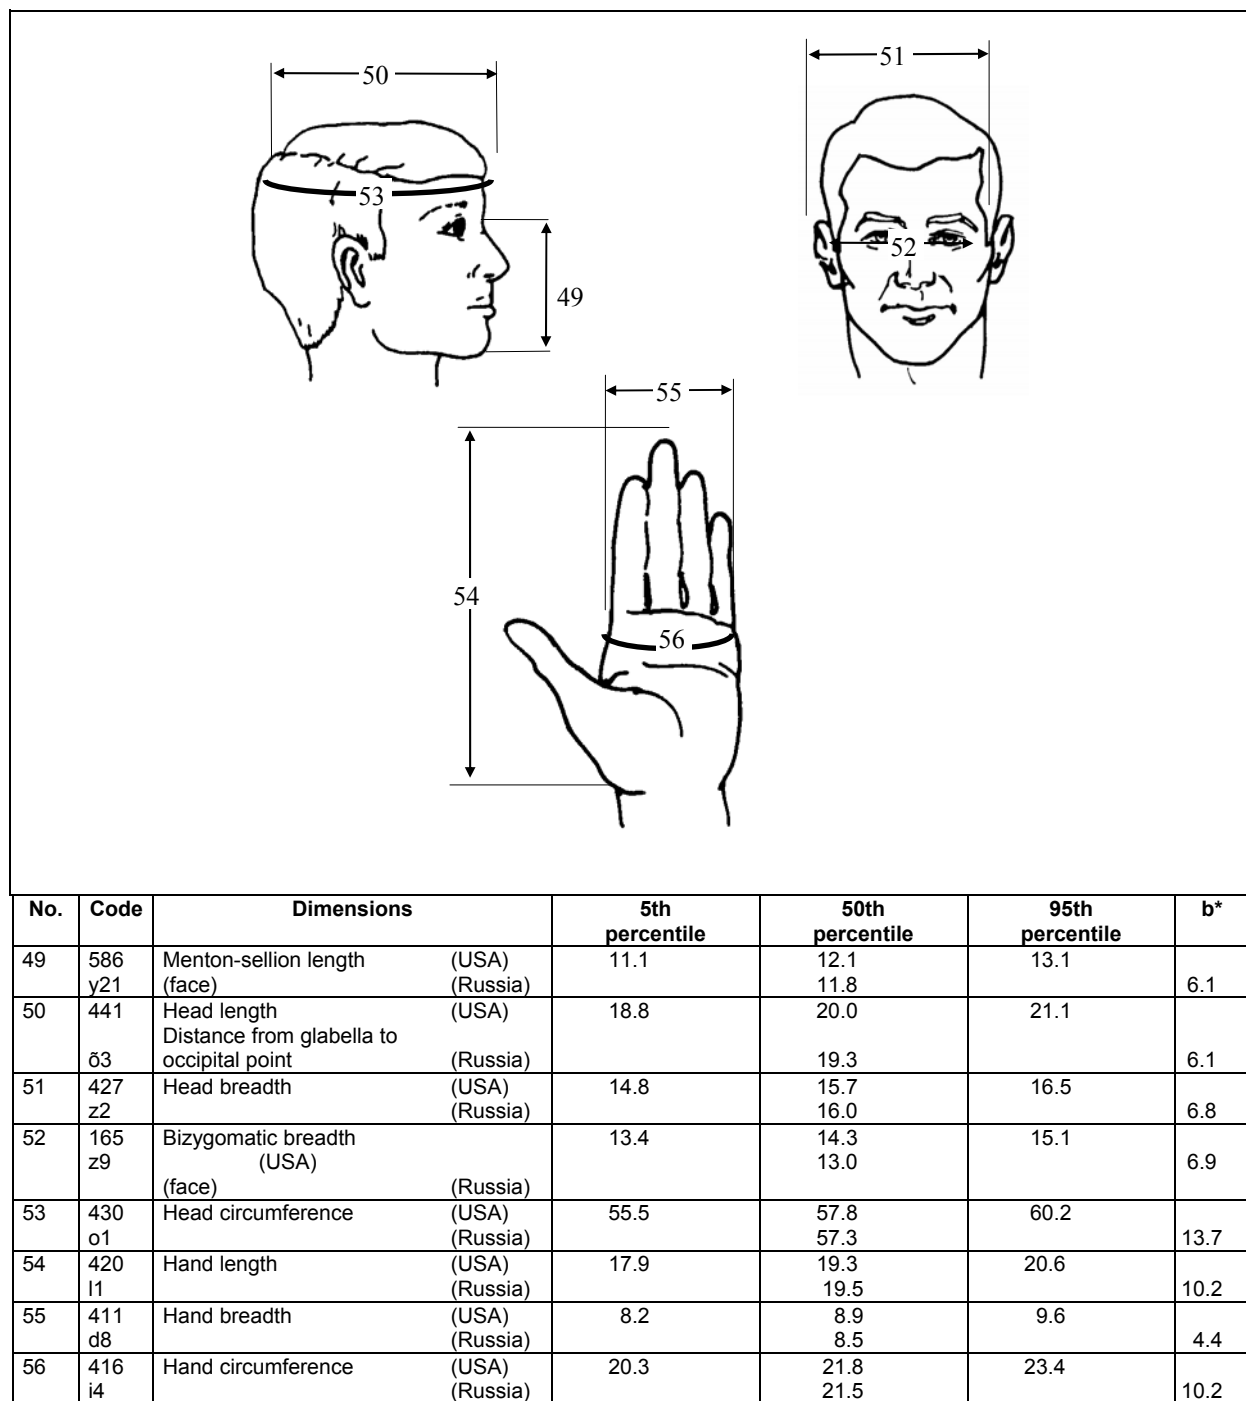 50
51
53
52
49
55
54
56
No. Code Dimensions 5th percentile 50th percentile 95th percentile b*
49 586 Menton-sellion length (USA) 11.1 12.1 13.1
y21 (face) (Russia) 11.8 6.1
50 441 Head length (USA) 18.8 20.0 21.1
Distance from glabella to
õ3 occipital point (Russia) 19.3 6.1
51 427 Head breadth (USA) 14.8 15.7 16.5
z2 (Russia) 16.0 6.8
52 165 Bizygomatic breadth 13.4 14.3 15.1
z9 (USA) 13.0 6.9
(face) (Russia)
53 430 Head circumference (USA) 55.5 57.8 60.2
o1 (Russia) 57.3 13.7
54 420 Hand length (USA) 17.9 19.3 20.6
l1 (Russia) 19.5 10.2
55 411 Hand breadth (USA) 8.2 8.9 9.6
d8 (Russia) 8.5 4.4
56 416 Hand circumference (USA) 20.3 21.8 23.4
i4 (Russia) 21.5 10.2